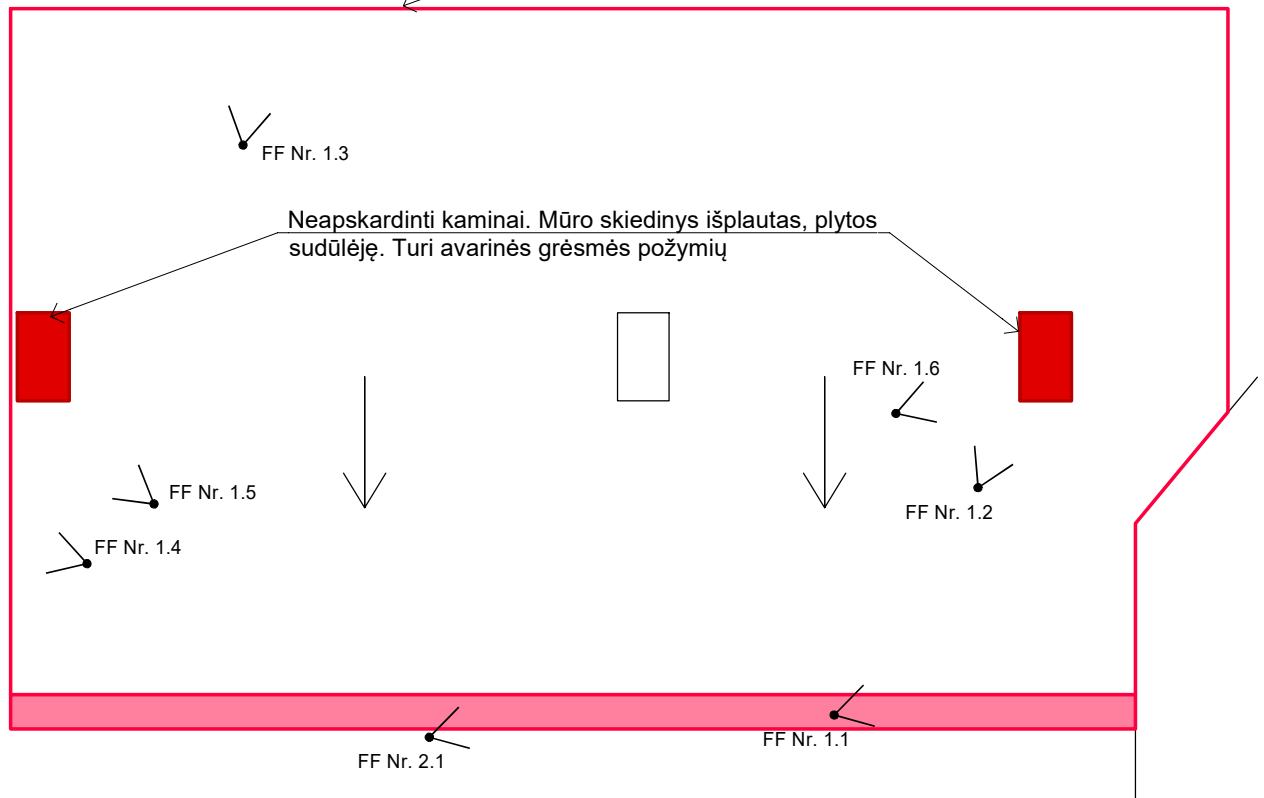 FF Nr. 1.3
Neapskardinti kaminai. Mūro skiedinys išplautas, plytos
sudūlėję. Turi avarinės grėsmės požymių
FF Nr. 1.6
FF Nr. 1.5
FF Nr. 1.2
FF Nr. 1.4
FF Nr. 1.1
FF Nr. 2.1